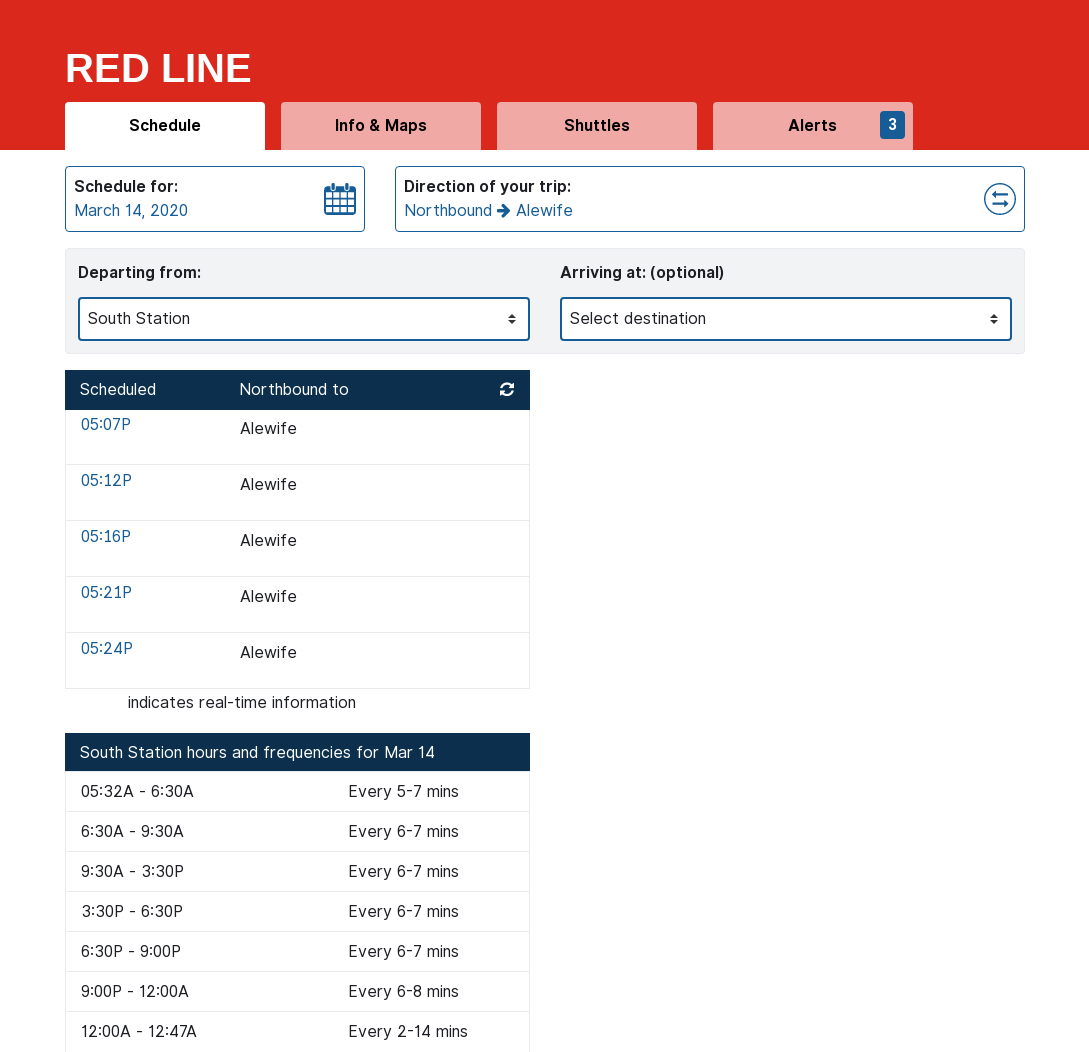 RED LINE
Schedule
Info & Maps
Shuttles
Alerts
3
Schedule for:
March 14, 2020
Direction of your trip:
Northbound → Alewife
Departing from:
South Station
Arriving at: (optional)
Select destination
Scheduled Northbound to
05:07P Alewife
05:12P Alewife
05:16P Alewife
05:21P Alewife
05:24P Alewife
indicates real-time information
South Station hours and frequencies for Mar 14
05:32A - 6:30A Every 5-7 mins
6:30A - 9:30A Every 6-7 mins
9:30A - 3:30P Every 6-7 mins
3:30P - 6:30P Every 6-7 mins
6:30P - 9:00P Every 6-7 mins
9:00P - 12:00A Every 6-8 mins
12:00A - 12:47A Every 2-14 mins